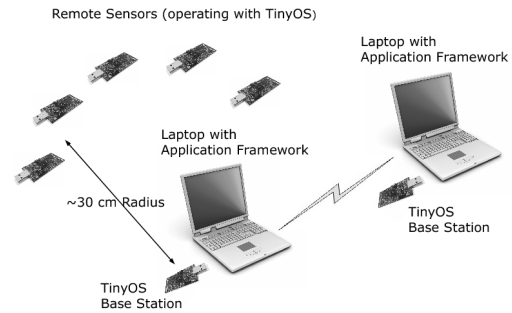 Remote Sensors (operating with TinyOS)
Laptop with
Application Framework
Laptop with
Application Framework
~30 cm Radius
TinyOS
Base Station
TinyOS
Base Station